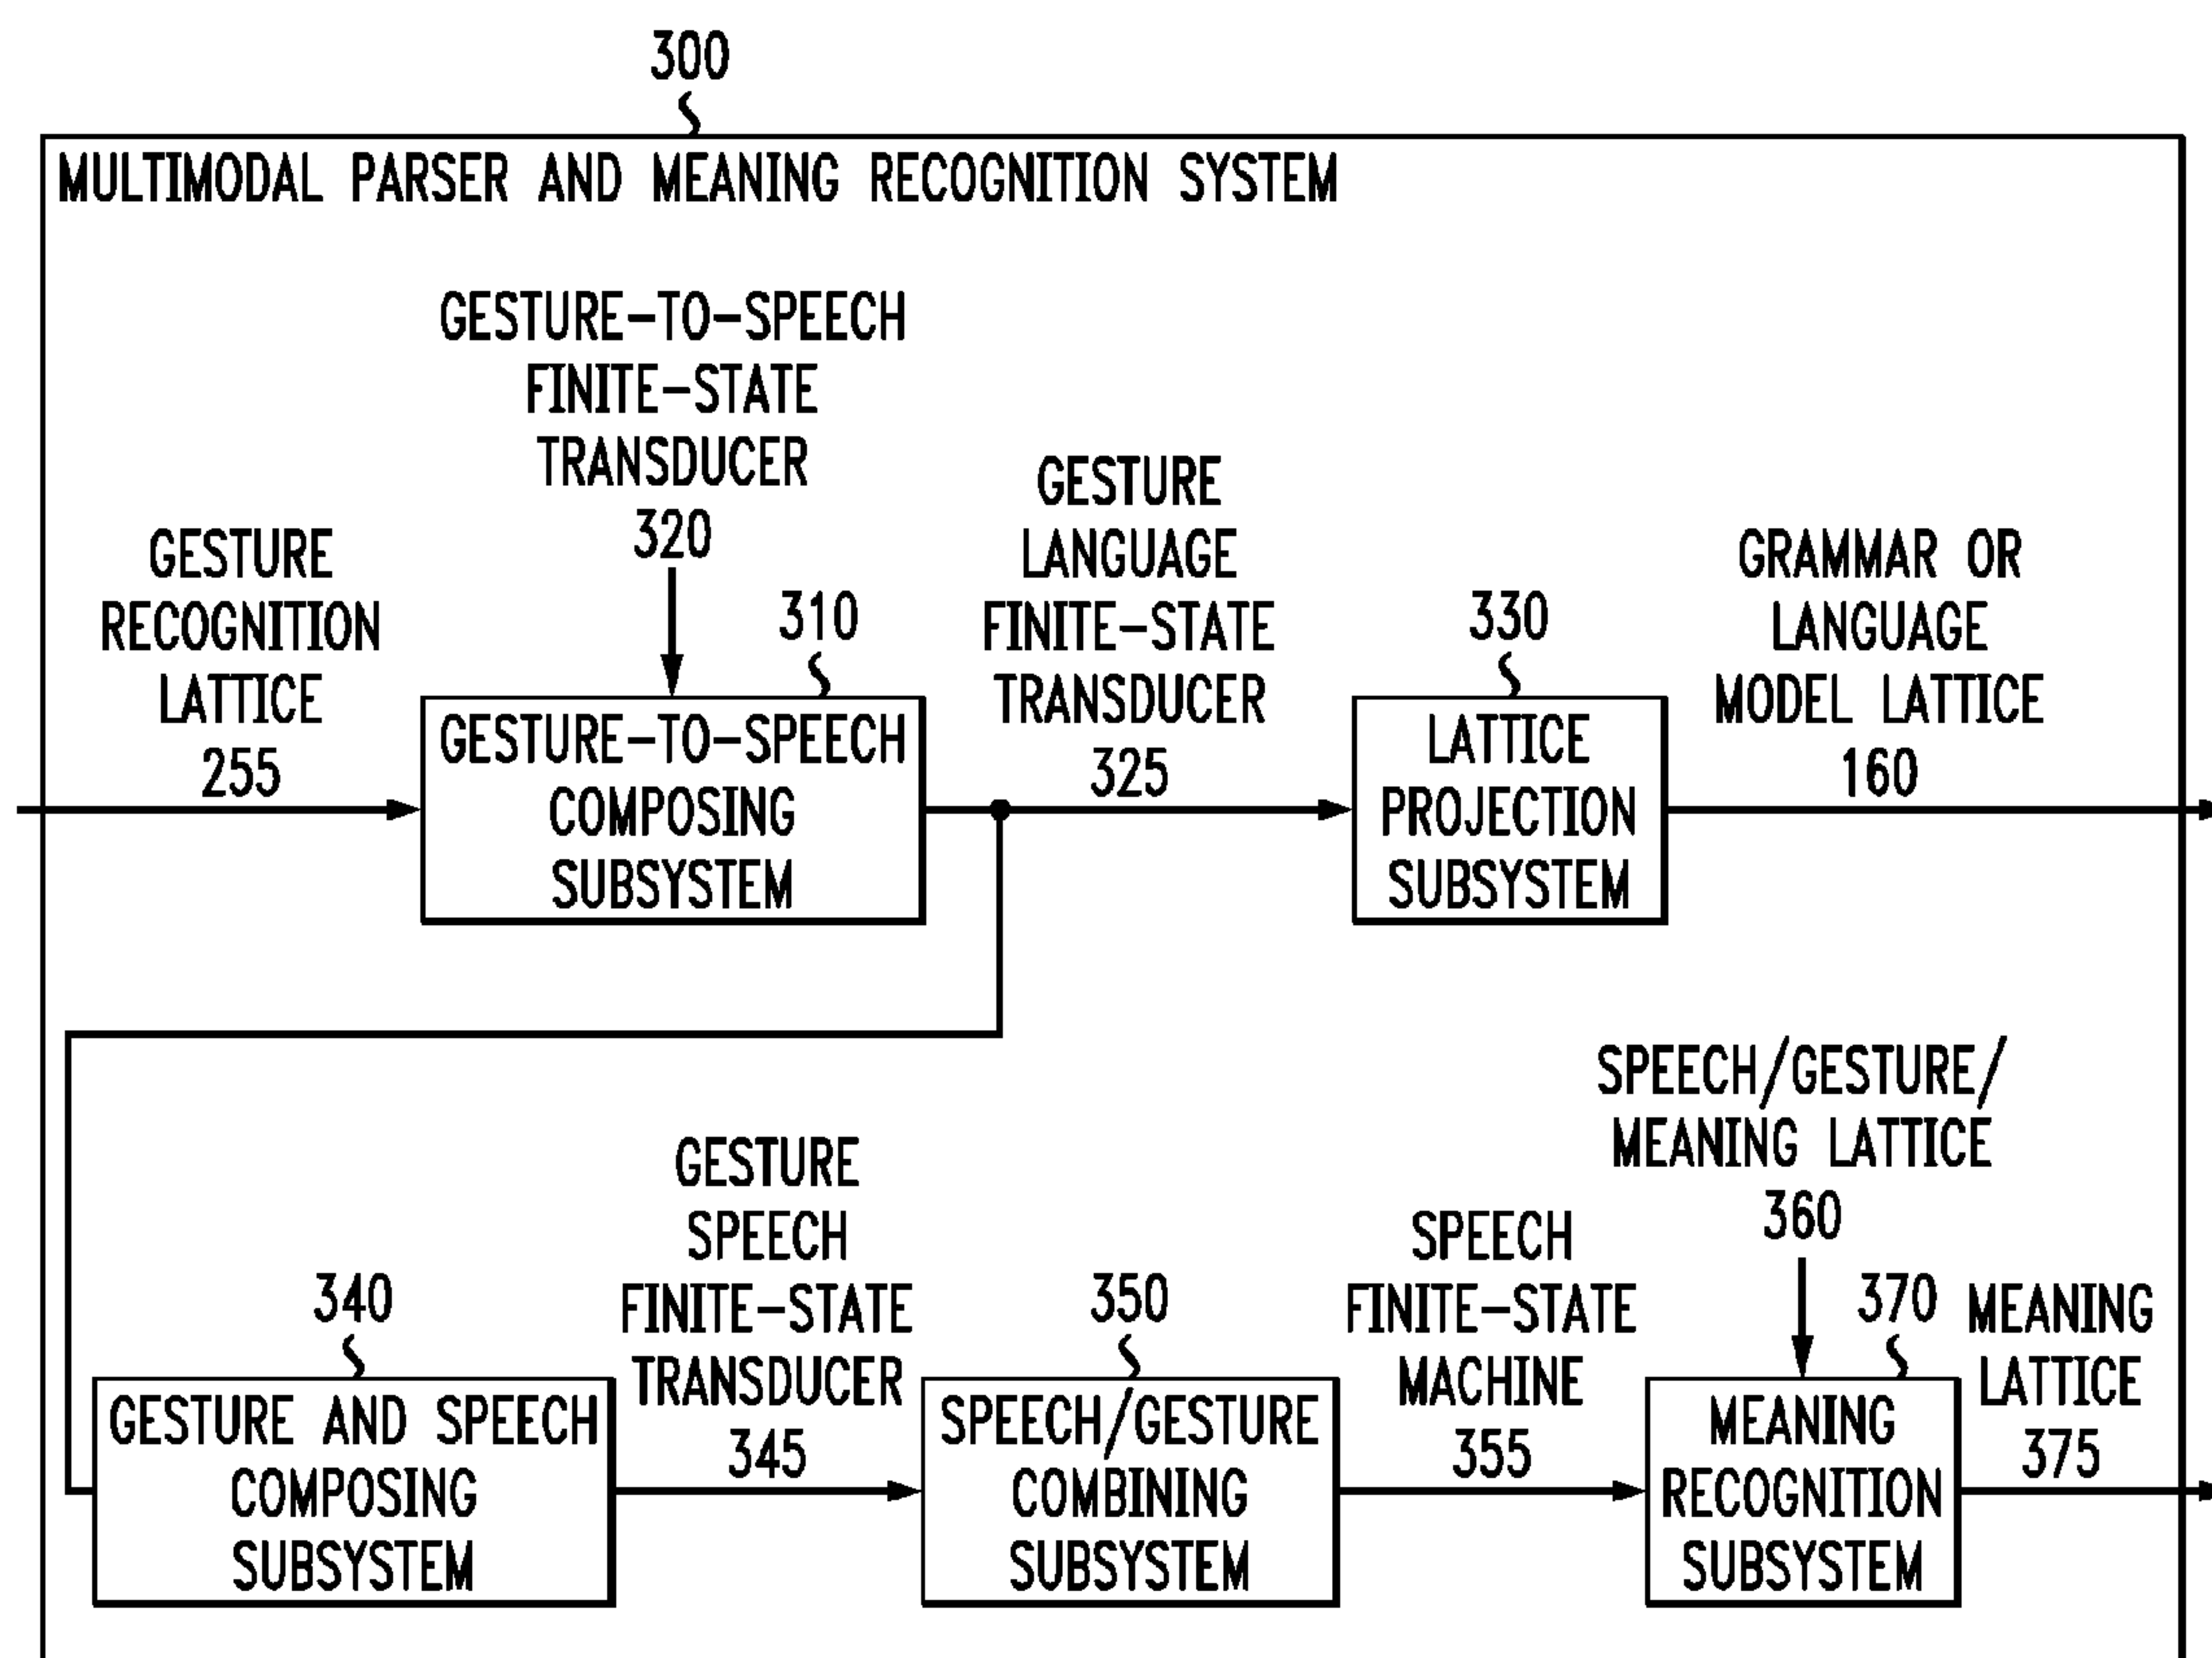 300
MULTIMODAL PARSER AND MEANING RECOGNITION SYSTEM
GESTURE-TO-SPEECH
FINITE-STATE
TRANSDUCER
320
GESTURE
RECOGNITION
LATTICE
255
310
GESTURE-TO-SPEECH
COMPOSING
SUBSYSTEM
GESTURE
LANGUAGE
FINITE-STATE
TRANSDUCER
325
330
LATTICE
PROJECTION
SUBSYSTEM
GRAMMAR OR
LANGUAGE
MODEL LATTICE
160
340
GESTURE AND SPEECH
COMPOSING
SUBSYSTEM
GESTURE
SPEECH
FINITE-STATE
TRANSDUCER
345
350
SPEECH/GESTURE
COMBINING
SUBSYSTEM
SPEECH
FINITE-STATE
MACHINE
355
SPEECH/GESTURE/
MEANING LATTICE
360
370
MEANING
RECOGNITION
SUBSYSTEM
MEANING
LATTICE
375